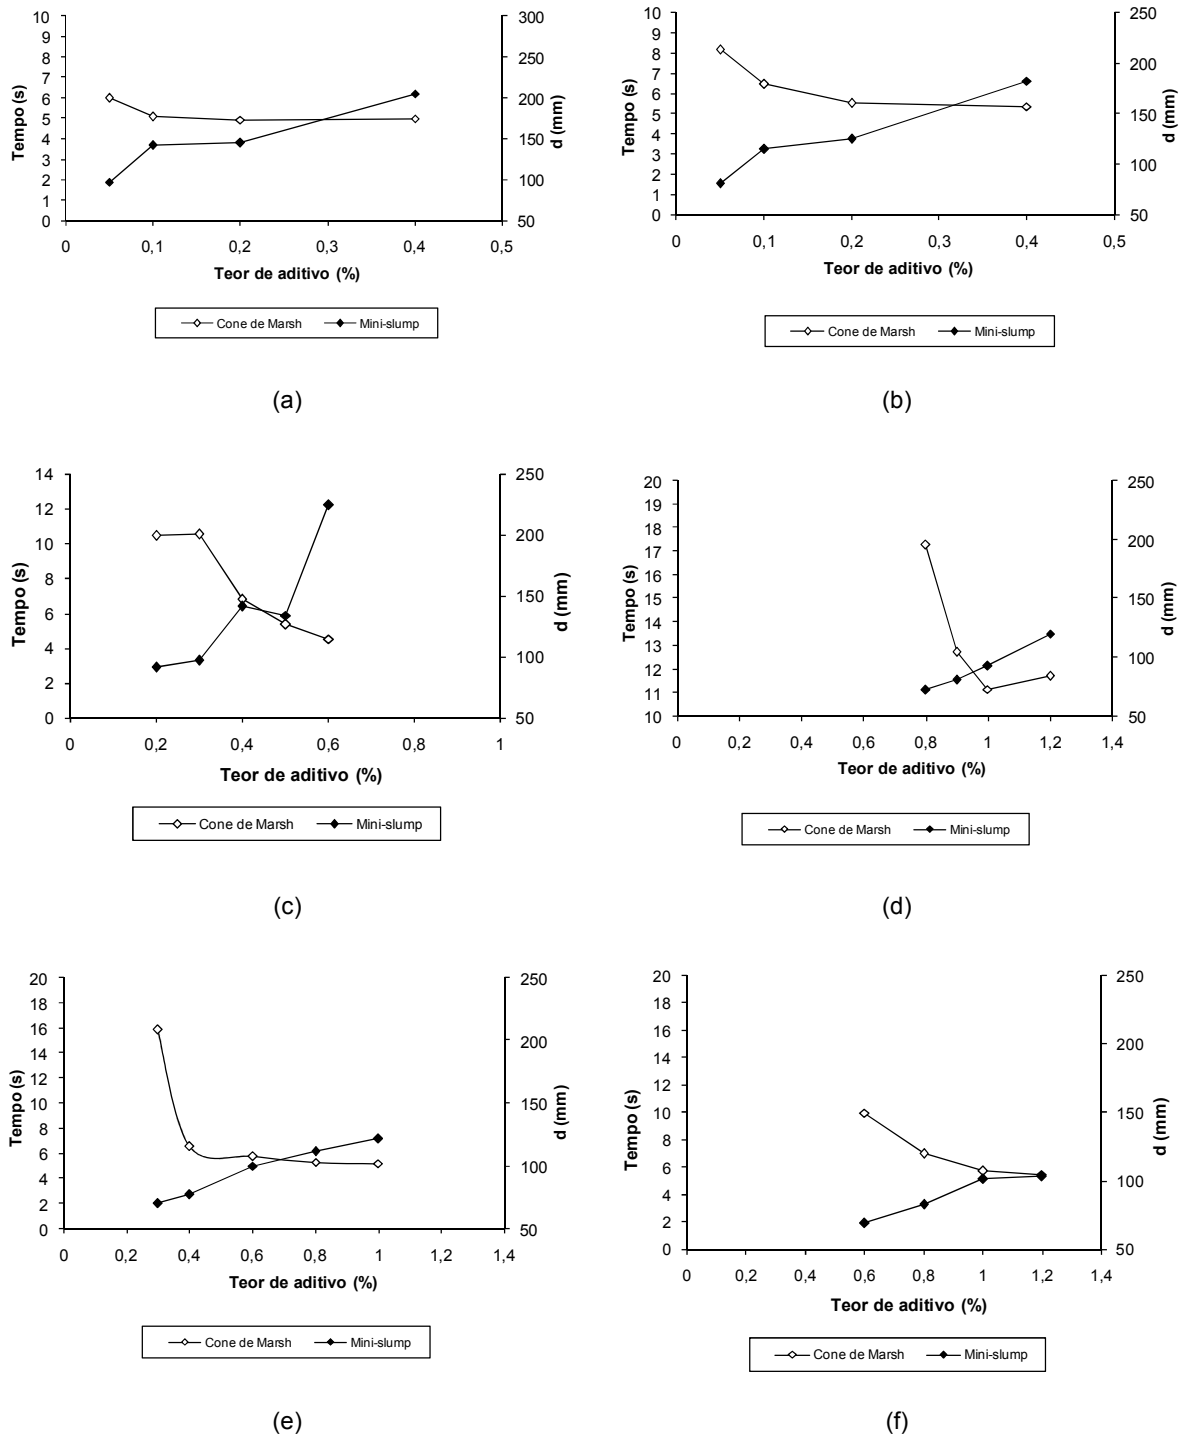 10
9
8
7
6
5
4
3
2
1
0
Tempo (s)
300
250
200
150
100
50
d (mm)
0 0,1 0,2 0,3 0,4 0,5
Teor de aditivo (%)
Cone de Marsh Mini-slump
(a)
10
9
8
7
6
5
4
3
2
1
0
Tempo (s)
250
200
150
100
50
d (mm)
0 0,1 0,2 0,3 0,4 0,5
Teor de aditivo (%)
Cone de Marsh Mini-slump
(b)
14
12
10
8
6
4
2
0
Tempo (s)
250
200
150
100
50
d (mm)
0 0,2 0,4 0,6 0,8 1
Teor de aditivo (%)
Cone de Marsh Mini-slump
(c)
20
19
18
17
16
15
14
13
12
11
10
Tempo (s)
250
200
150
100
50
d (mm)
0 0,2 0,4 0,6 0,8 1 1,2 1,4
Teor de aditivo (%)
Cone de Marsh Mini-slump
(d)
20
18
16
14
12
10
8
6
4
2
0
Tempo (s)
250
200
150
100
50
d (mm)
0 0,2 0,4 0,6 0,8 1 1,2 1,4
Teor de aditivo (%)
Cone de Marsh Mini-slump
(e)
20
18
16
14
12
10
8
6
4
2
0
Tempo (s)
250
200
150
100
50
d (mm)
0 0,2 0,4 0,6 0,8 1 1,2 1,4
Teor de aditivo (%)
Cone de Marsh Mini-slump
(f)